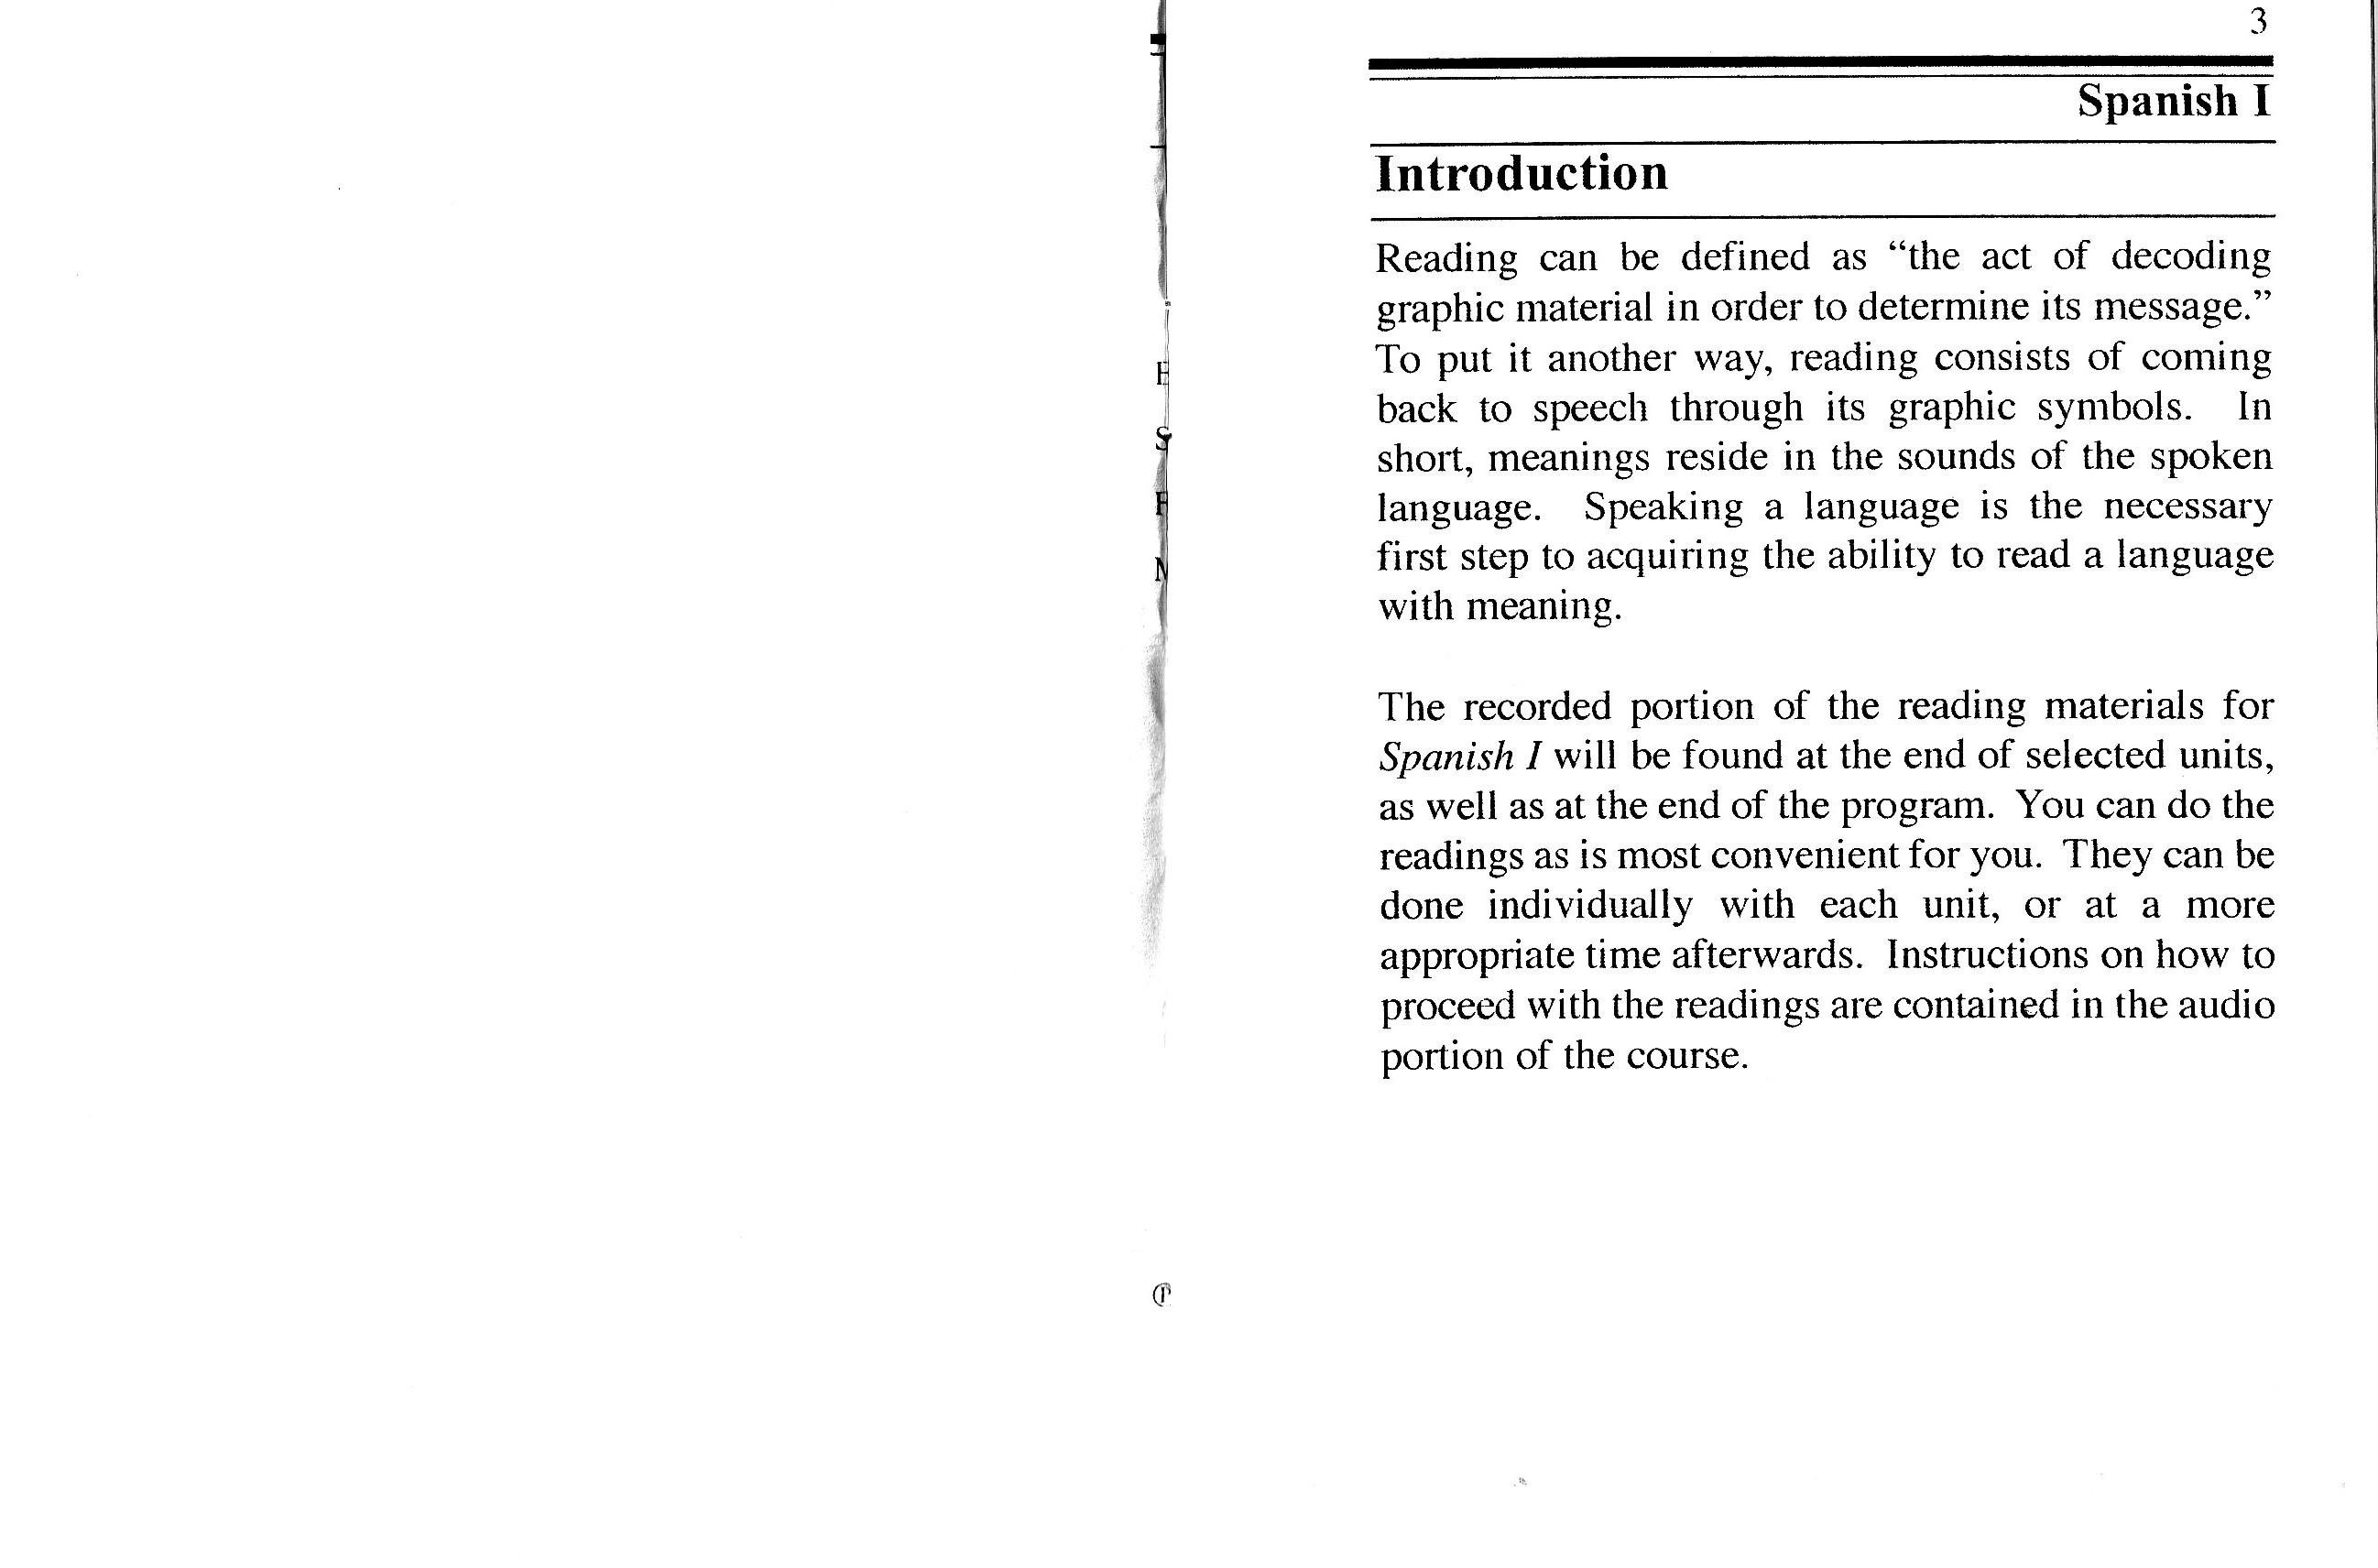 3
Spanish I
Introduction
Reading can be defined as “the act of decoding
graphic material in order to determine its message.”
To put it another way, reading consists of coming
back to speech through its graphic symbols. In
short, meanings reside in the sounds of the spoken
language. Speaking a language is the necessary
first step to acquiring the ability to read a language
with meaning.
The recorded portion of the reading materials for
Spanish I will be found at the end of selected units,
as well as at the end of the program. You can do the
readings as is most convenient for you. They can be
done individually with each unit, or at a more
appropriate time afterwards. Instructions on how to
proceed with the readings are contained in the audio
portion of the course.